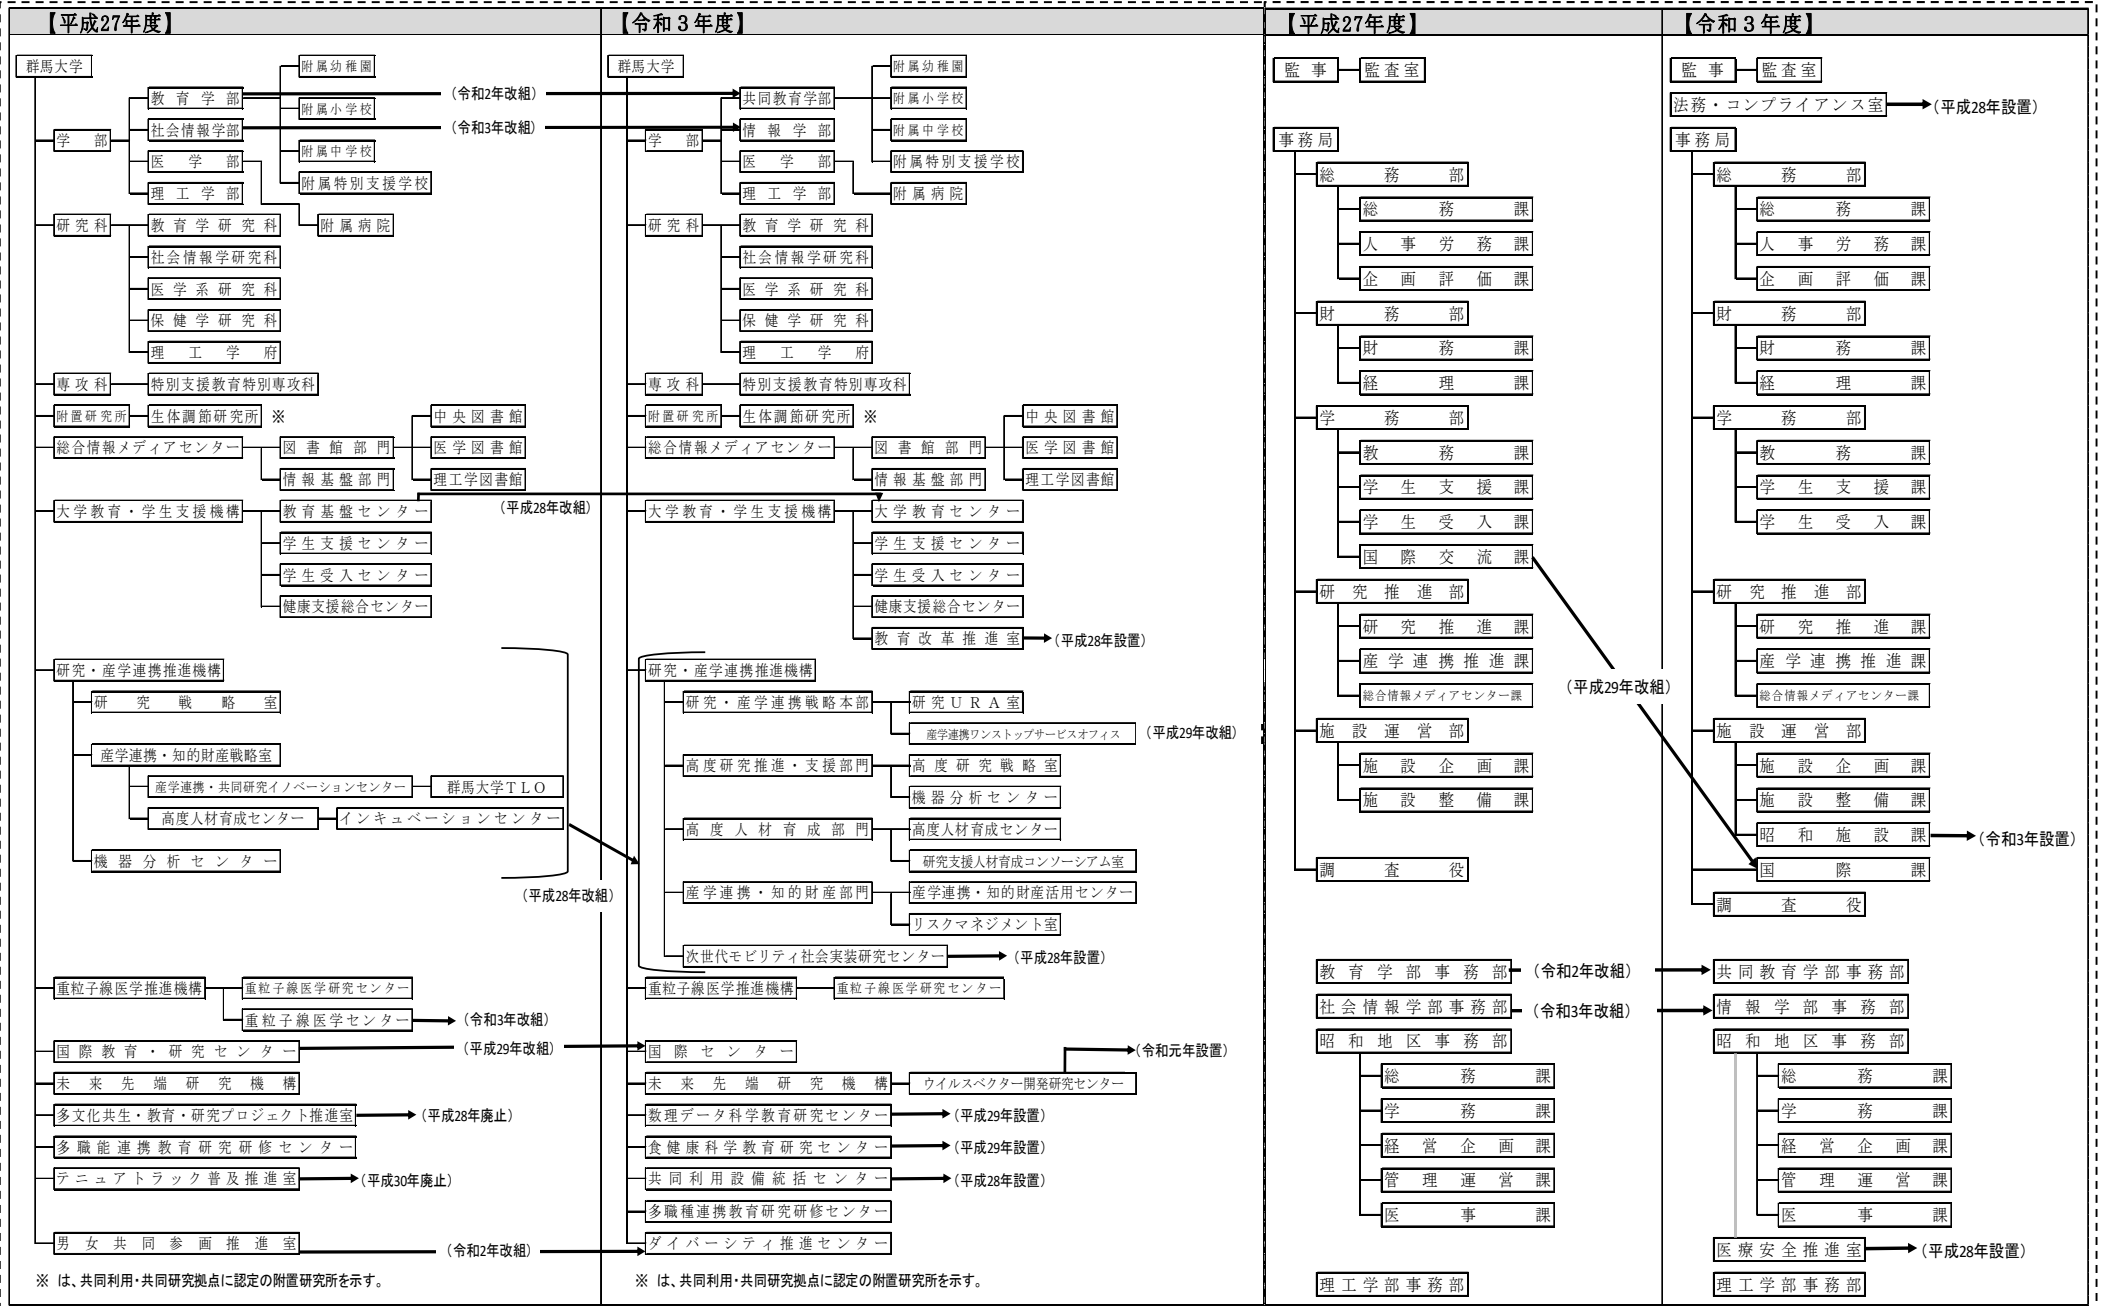 【平成27年度】
群馬大学
学部
教育学部
(令和2年改組)
社会情報学部
(令和3年改組)
医学部
理工学部
附属幼稚園
附属小学校
附属中学校
附属特別支援学校
附属病院
研究科
教育学研究科
社会情報学研究科
医学系研究科
保健学研究科
理工学府
専攻科
特別支援教育特別専攻科
附置研究所
生体調節研究所 ※
総合情報メディアセンター
図書館部門
中央図書館
医学図書館
理工学図書館
情報基盤部門
大学教育・学生支援機構
教育基盤センター
(平成28年改組)
学生支援センター
学生受入センター
健康支援総合センター
研究・産学連携推進機構
研究戦略室
産学連携・知的財産戦略室
産学連携・共同研究イノベーションセンター
群馬大学TLO
高度人材育成センター
インキュベーションセンター
機器分析センター
(平成28年改組)
重粒子線医学推進機構
重粒子線医学研究センター
重粒子線医学センター
(令和3年改組)
国際教育・研究センター
(平成29年改組)
未来先端研究機構
多文化共生・教育・研究プロジェクト推進室
(平成28年廃止)
多職能連携教育研究研修センター
テニュアトラック普及推進室
(平成30年廃止)
男女共同参画推進室
(令和2年改組)
※ は、共同利用・共同研究拠点に認定の附置研究所を示す。
【令和3年度】
群馬大学
学部
共同教育学部
情報学部
医学部
理工学部
附属幼稚園
附属小学校
附属中学校
附属特別支援学校
附属病院
研究科
教育学研究科
社会情報学研究科
医学系研究科
保健学研究科
理工学府
専攻科
特別支援教育特別専攻科
附置研究所
生体調節研究所 ※
総合情報メディアセンター
図書館部門
中央図書館
医学図書館
理工学図書館
情報基盤部門
大学教育・学生支援機構
大学教育センター
学生支援センター
学生受入センター
健康支援総合センター
教育改革推進室
(平成28年設置)
研究・産学連携推進機構
研究・産学連携戦略本部
研究URA室
産学連携ワンストップサービスオフィス
(平成29年改組)
高度研究推進・支援部門
高度研究戦略室
機器分析センター
高度人材育成部門
高度人材育成センター
研究支援人材育成コンソーシアム室
産学連携・知的財産部門
産学連携・知的財産活用センター
リスクマネジメント室
次世代モビリティ社会実装研究センター
(平成28年設置)
重粒子線医学推進機構
重粒子線医学研究センター
国際センター
(令和元年設置)
未来先端研究機構
ウイルスベクター開発研究センター
数理データ科学教育研究センター
(平成29年設置)
食健康科学教育研究センター
(平成29年設置)
共同利用設備統括センター
(平成28年設置)
多職種連携教育研究研修センター
ダイバーシティ推進センター
※ は、共同利用・共同研究拠点に認定の附置研究所を示す。
【平成27年度】
監事
監査室
事務局
総務部
総務課
人事労務課
企画評価課
財務部
財務課
経理課
学務部
教務課
学生支援課
学生受入課
国際交流課
研究推進部
研究推進課
産学連携推進課
(平成29年改組)
総合情報メディアセンター課
施設運営部
施設企画課
施設整備課
調査役
教育学部事務部
(令和2年改組)
社会情報学部事務部
(令和3年改組)
昭和地区事務部
総務課
学務課
経営企画課
管理運営課
医事課
理工学部事務部
【令和3年度】
監事
監査室
法務・コンプライアンス室
(平成28年設置)
事務局
総務部
総務課
人事労務課
企画評価課
財務部
財務課
経理課
学務部
教務課
学生支援課
学生受入課
研究推進部
研究推進課
産学連携推進課
総合情報メディアセンター課
施設運営部
施設企画課
施設整備課
昭和施設課
(令和3年設置)
国際課
調査役
共同教育学部事務部
情報学部事務部
昭和地区事務部
総務課
学務課
経営企画課
管理運営課
医事課
医療安全推進室
(平成28年設置)
理工学部事務部